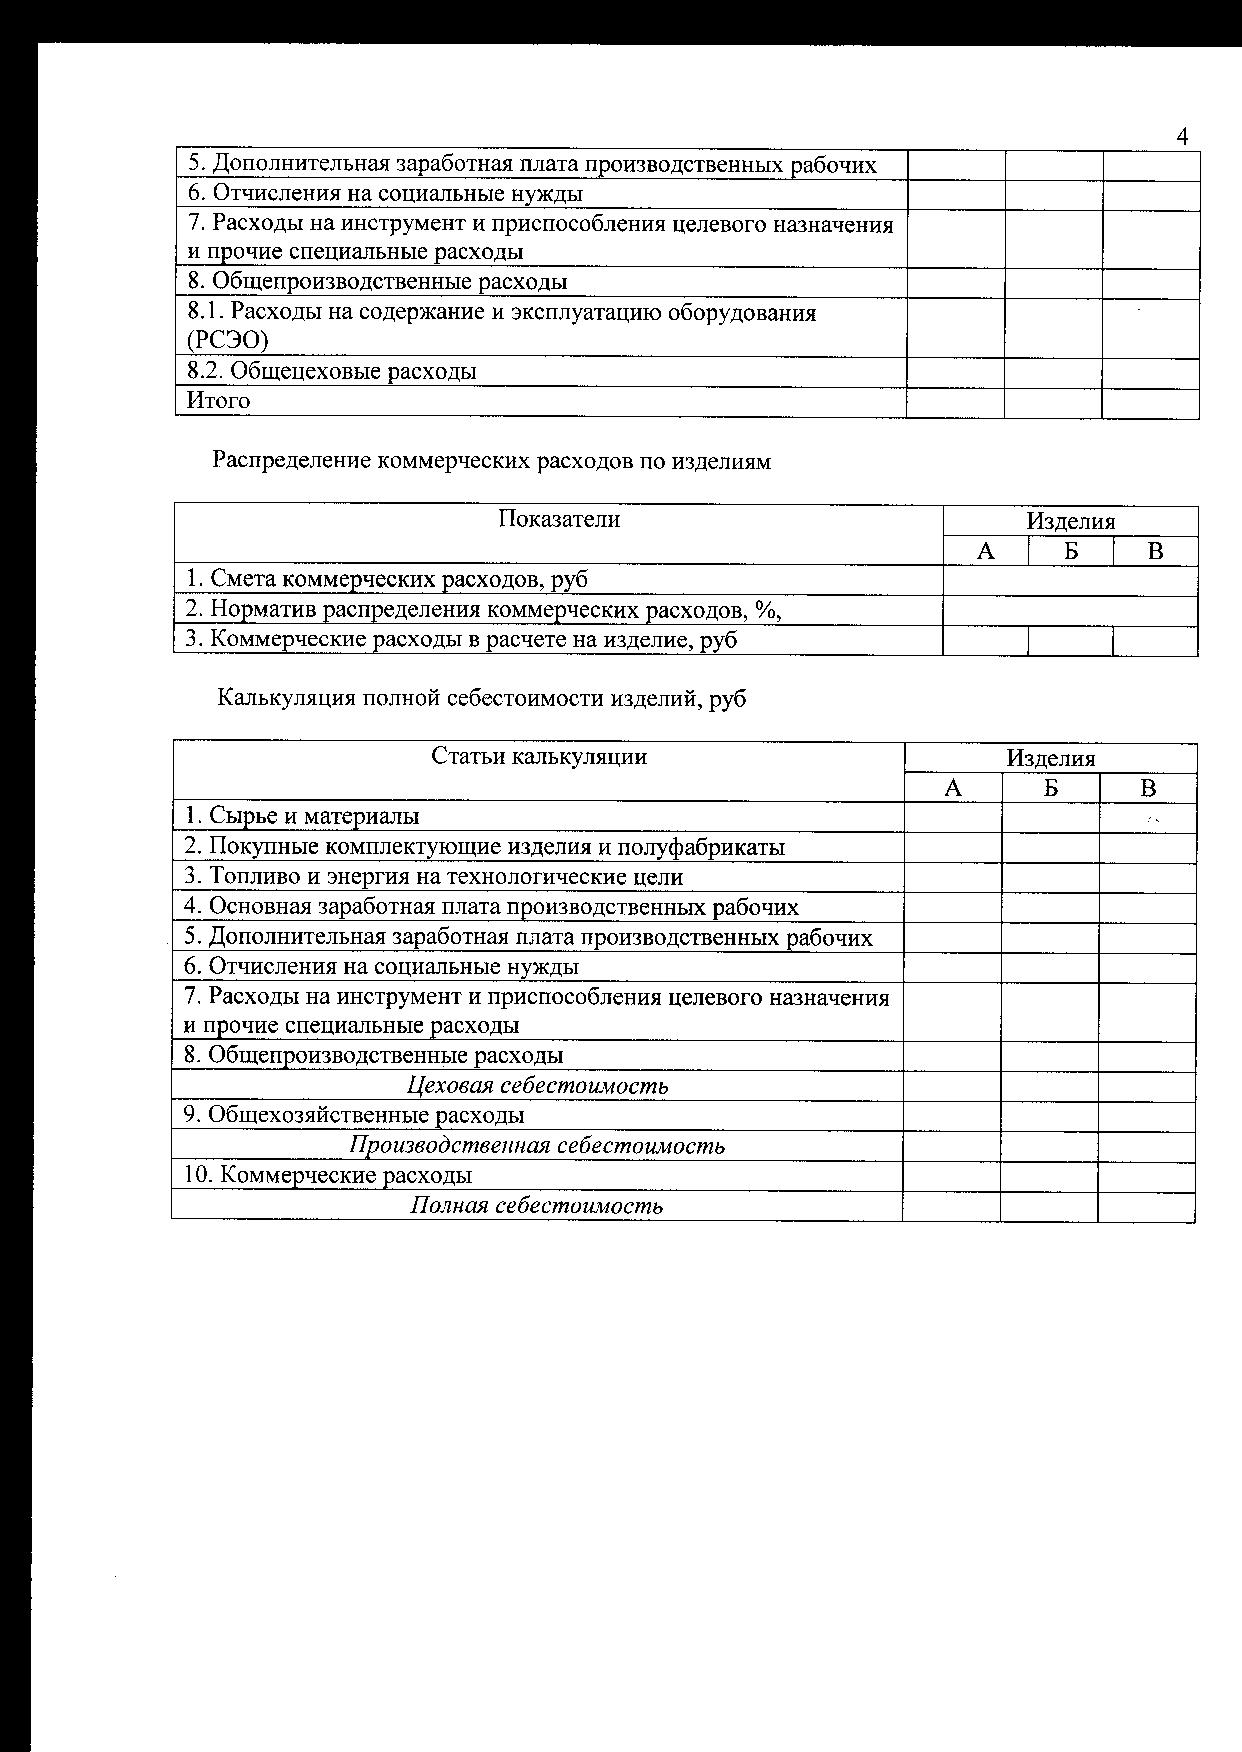 4
5. Дополнительная заработная плата производственных рабочих
6. Отчисления на социальные нужды
7. Расходы на инструмент и приспособления целевого назначения
и прочие специальные расходы
8. Общепроизводственные расходы
8.1. Расходы на содержание и эксплуатацию оборудования
(РСЭО)
8.2. Общецеховые расходы
Итого
Распределение коммерческих расходов по изделиям
Показатели Изделия
А Б В
1. Смета коммерческих расходов, руб
2. Норматив распределения коммерческих расходов, %,
3. Коммерческие расходы в расчете на изделие, руб
Калькуляция полной себестоимости изделий, руб
Статьи калькуляции Изделия
А Б В
1. Сырье и материалы
2. Покупные комплектующие изделия и полуфабрикаты
3. Топливо и энергия на технологические цели
4. Основная заработная плата производственных рабочих
5. Дополнительная заработная плата производственных рабочих
6. Отчисления на социальные нужды
7. Расходы на инструмент и приспособления целевого назначения
и прочие специальные расходы
8. Общепроизводственные расходы
Цеховая себестоимость
9. Общехозяйственные расходы
Производственная себестоимость
10. Коммерческие расходы
Полная себестоимость